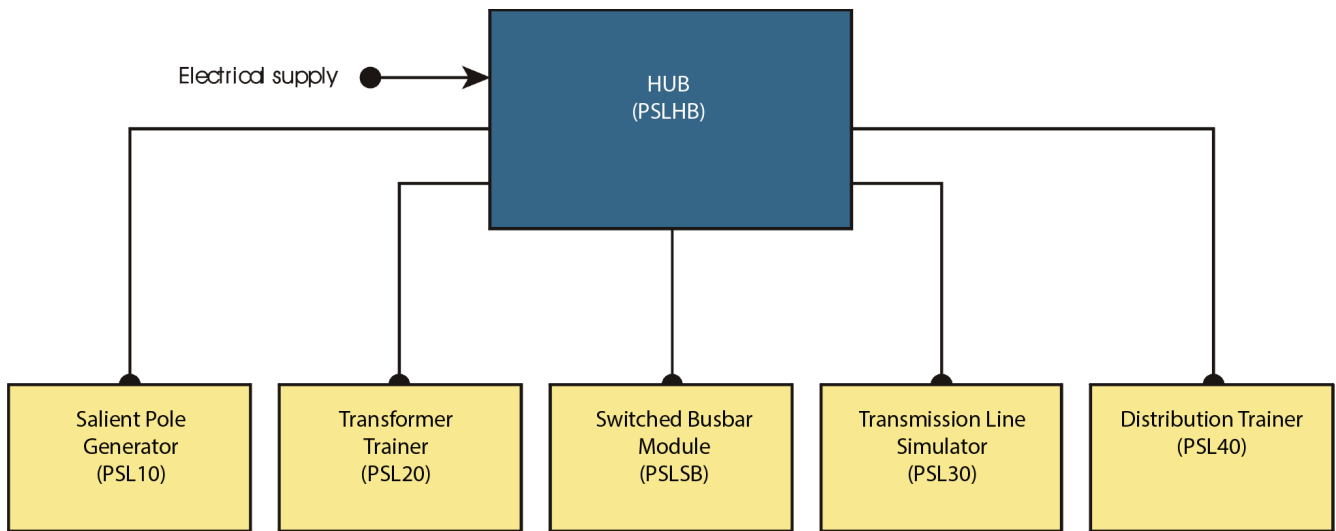 Electrical supply
HUB
(PSLHB)
Salient Pole
Generator
(PSL10)
Transformer
Trainer
(PSL20)
Switched Busbar
Module
(PSLSB)
Transmission Line
Simulator
(PSL30)
Distribution Trainer
(PSL40)